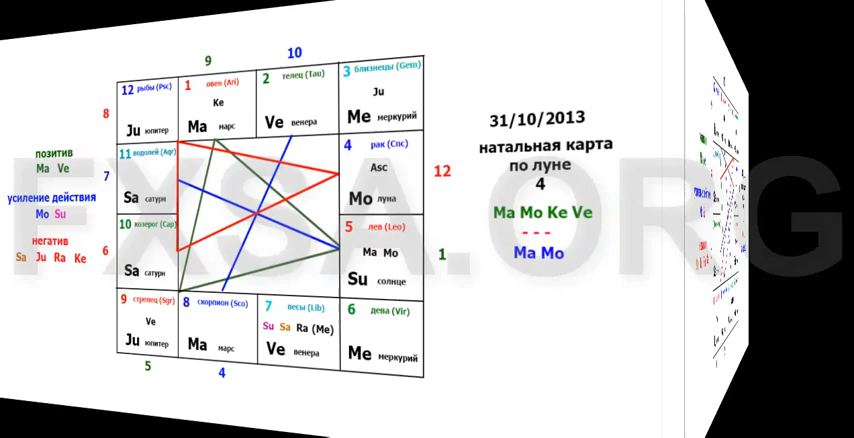 9
10
12 рыбы (Psc)
Ju юпитер
1 овен (Ari)
Ke
Ma марс
2 телец (Tau)
Ve венера
3 близнецы (Gem)
Ju
Me меркурий
8
позитив
Ma Ve
усиление действия
Mo Su
негатив
Sa Ju Ra Ke
7
6
11 водолей (Aqr)
Sa сатурн
10 козерог (Cap)
Sa сатурн
4 рак (Cnc)
Asc
Mo луна
5 лев (Leo)
Ma Mo
Su солнце
12
1
9 стрелец (Sgr)
Ve
Ju юпитер
8 скорпион (Sco)
Ma марс
7 весы (Lib)
Su Sa Ra (Me)
Ve венера
6 дева (Vir)
Me меркурий
5
4
31/10/2013
натальная карта
по луне
4
Ma Mo Ke Ve
- - -
Ma Mo
FXSA.ORG